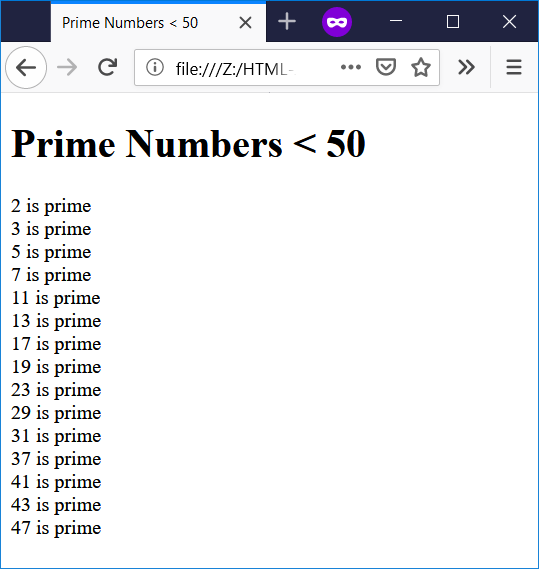 Prime Numbers < 50
file:///Z:/HTML-
Prime Numbers < 50
2 is prime
3 is prime
5 is prime
7 is prime
11 is prime
13 is prime
17 is prime
19 is prime
23 is prime
29 is prime
31 is prime
37 is prime
41 is prime
43 is prime
47 is prime